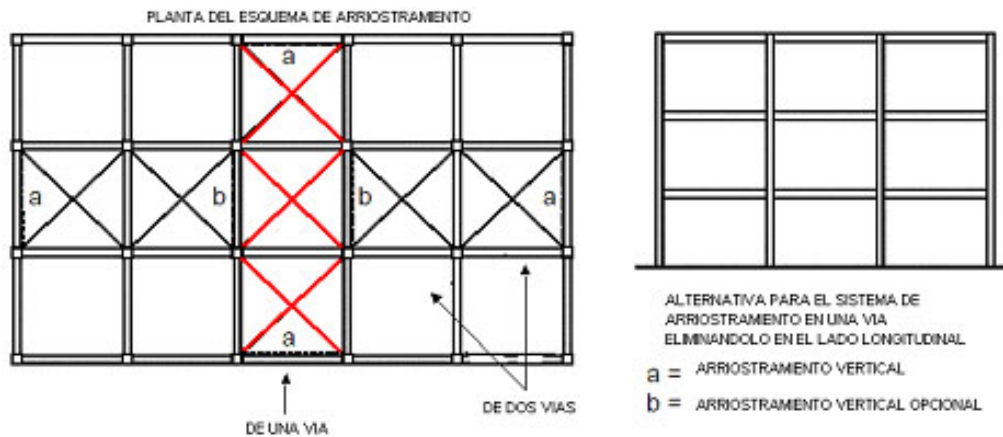 PLANTA DEL ESQUEMA DE ARRIOSTRAMIENTO
a
a
b
b
a
a
DE UNA VIA
DE DOS VIAS
ALTERNATIVA PARA EL SISTEMA DE
ARRIOSTRAMIENTO EN UNA VIA
ELIMINANDOLO EN EL LADO LONGITUDINAL
a = ARRIOSTRAMIENTO VERTICAL
b = ARRIOSTRAMIENTO VERTICAL OPCIONAL